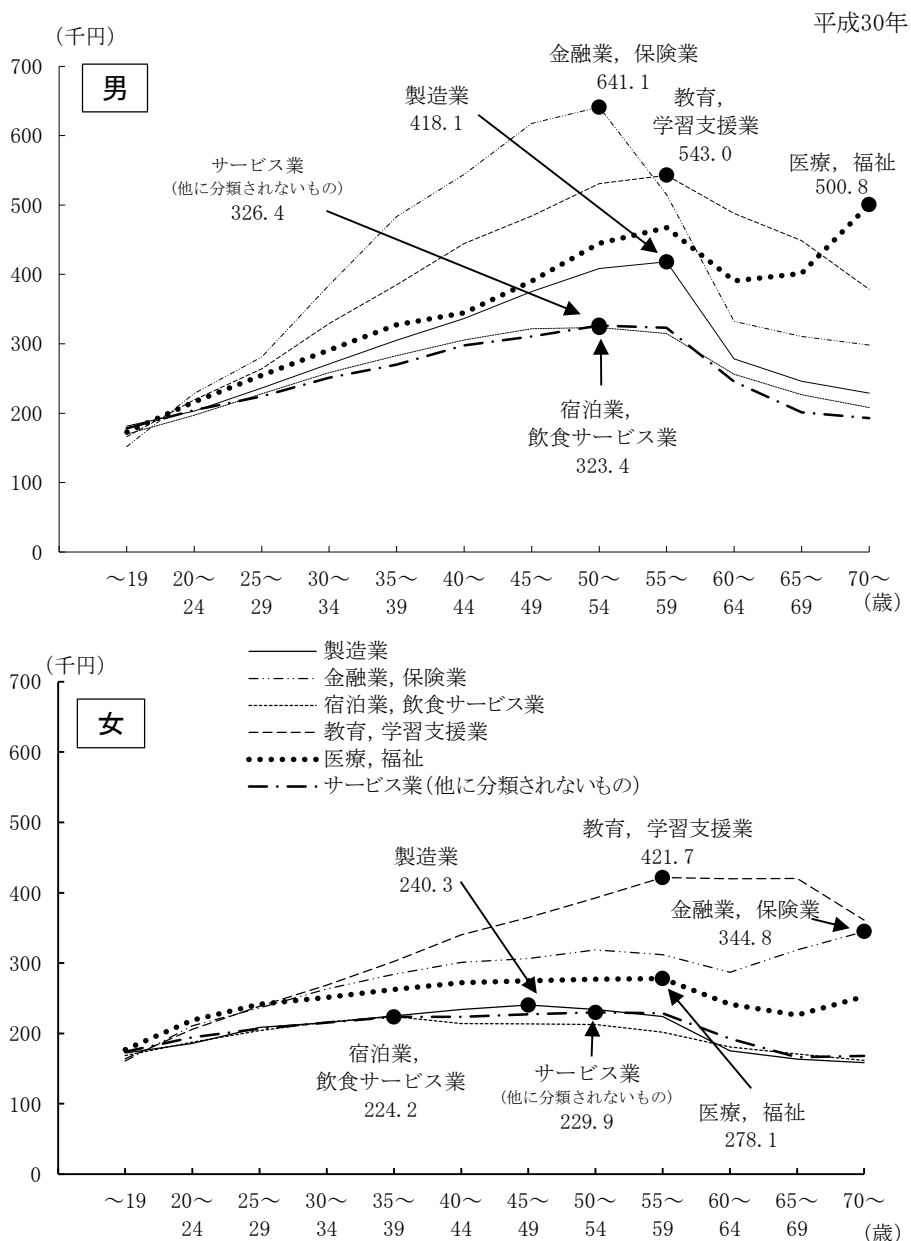 平成30年
(千円)
700
600
500
400
300
200
100
0
男
金融業, 保険業
641.1
製造業
418.1
教育,
学習支援業
543.0
サービス業
(他に分類されないもの)
326.4
医療, 福祉
500.8
宿泊業,
飲食サービス業
323.4
～19
20～
24
25～
29
30～
34
35～
39
40～
44
45～
49
50～
54
55～
59
60～
64
65～
69
70～
(歳)
(千円)
700
600
500
400
300
200
100
0
女
製造業
金融業, 保険業
宿泊業, 飲食サービス業
教育, 学習支援業
医療, 福祉
サービス業(他に分類されないもの)
教育, 学習支援業
421.7
製造業
240.3
金融業, 保険業
344.8
宿泊業,
飲食サービス業
224.2
サービス業
(他に分類されないもの)
229.9
医療, 福祉
278.1
～19
20～
24
25～
29
30～
34
35～
39
40～
44
45～
49
50～
54
55～
59
60～
64
65～
69
70～
(歳)